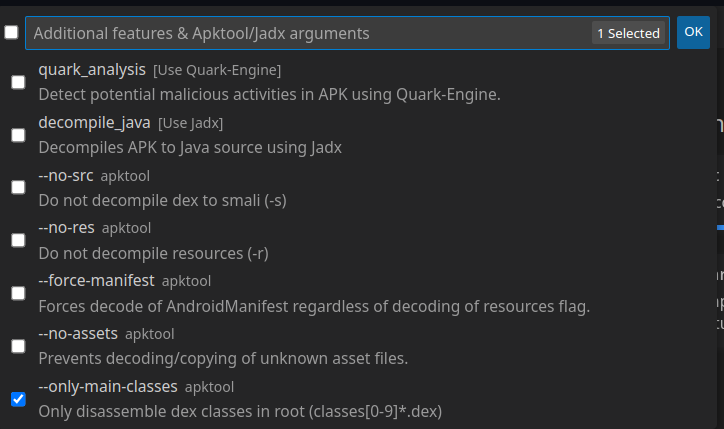 Additional features & Apktool/Jadx arguments 1 Selected OK
quark_analysis [Use Quark-Engine]
Detect potential malicious activities in APK using Quark-Engine.
decompile_java [Use Jadx]
Decompiles APK to Java source using Jadx
--no-src apktool
Do not decompile dex to smali (-s)
--no-res apktool
Do not decompile resources (-r)
--force-manifest apktool
Forces decode of AndroidManifest regardless of decoding of resources flag.
--no-assets apktool
Prevents decoding/copying of unknown asset files.
--only-main-classes apktool
Only disassemble dex classes in root (classes[0-9]*.dex)